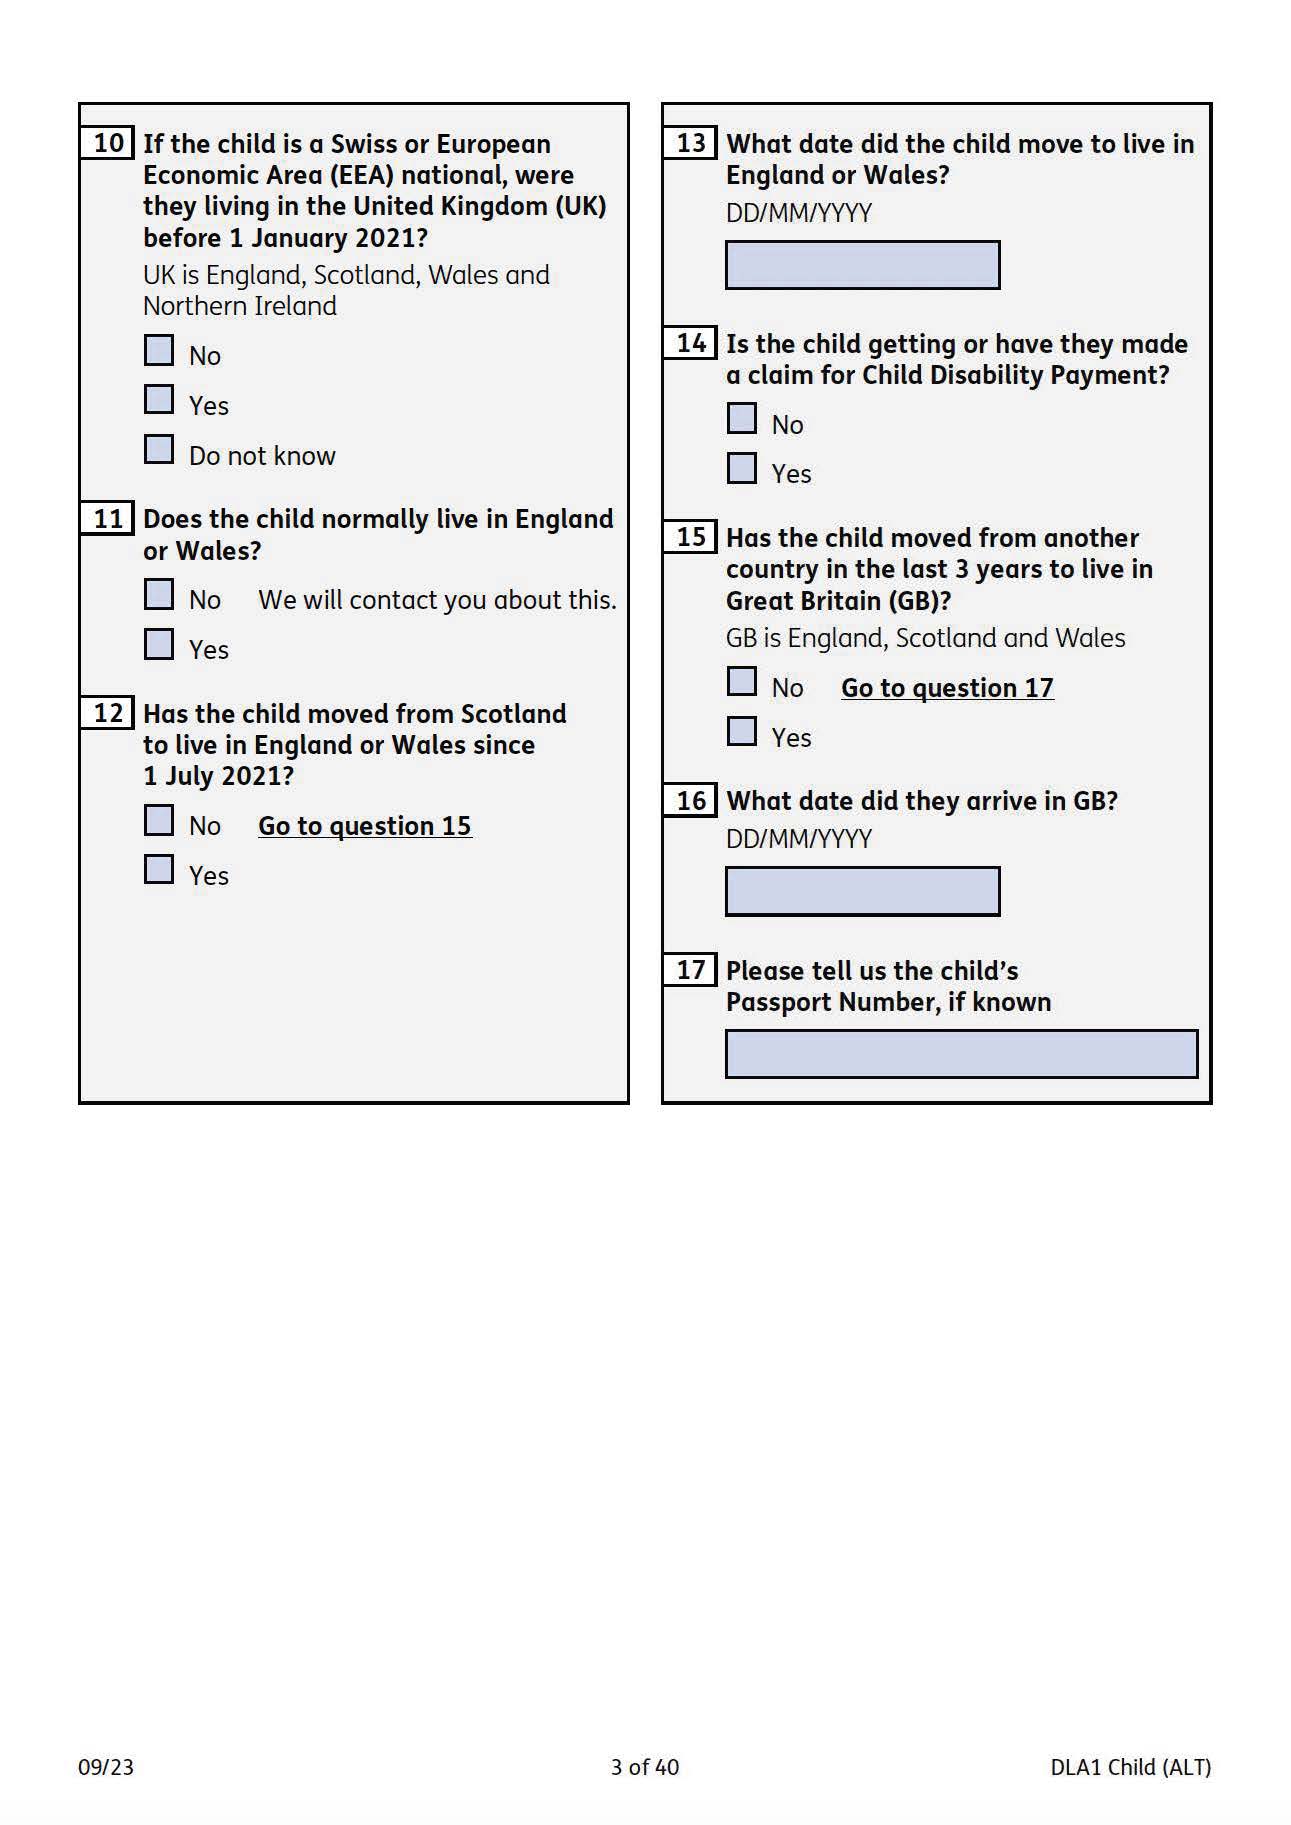 10 If the child is a Swiss or European
Economic Area (EEA) national, were
they living in the United Kingdom (UK)
before 1 January 2021?
UK is England, Scotland, Wales and
Northern Ireland
No
Yes
Do not know
11 Does the child normally live in England
or Wales?
No We will contact you about this.
Yes
12 Has the child moved from Scotland
to live in England or Wales since
1 July 2021?
No Go to question 15
Yes
13 What date did the child move to live in
England or Wales?
DD/MM/YYYY
14 Is the child getting or have they made
a claim for Child Disability Payment?
No
Yes
15 Has the child moved from another
country in the last 3 years to live in
Great Britain (GB)?
GB is England, Scotland and Wales
No Go to question 17
Yes
16 What date did they arrive in GB?
DD/MM/YYYY
17 Please tell us the child’s
Passport Number, if known
09/23 3 of 40 DLA1 Child (ALT)